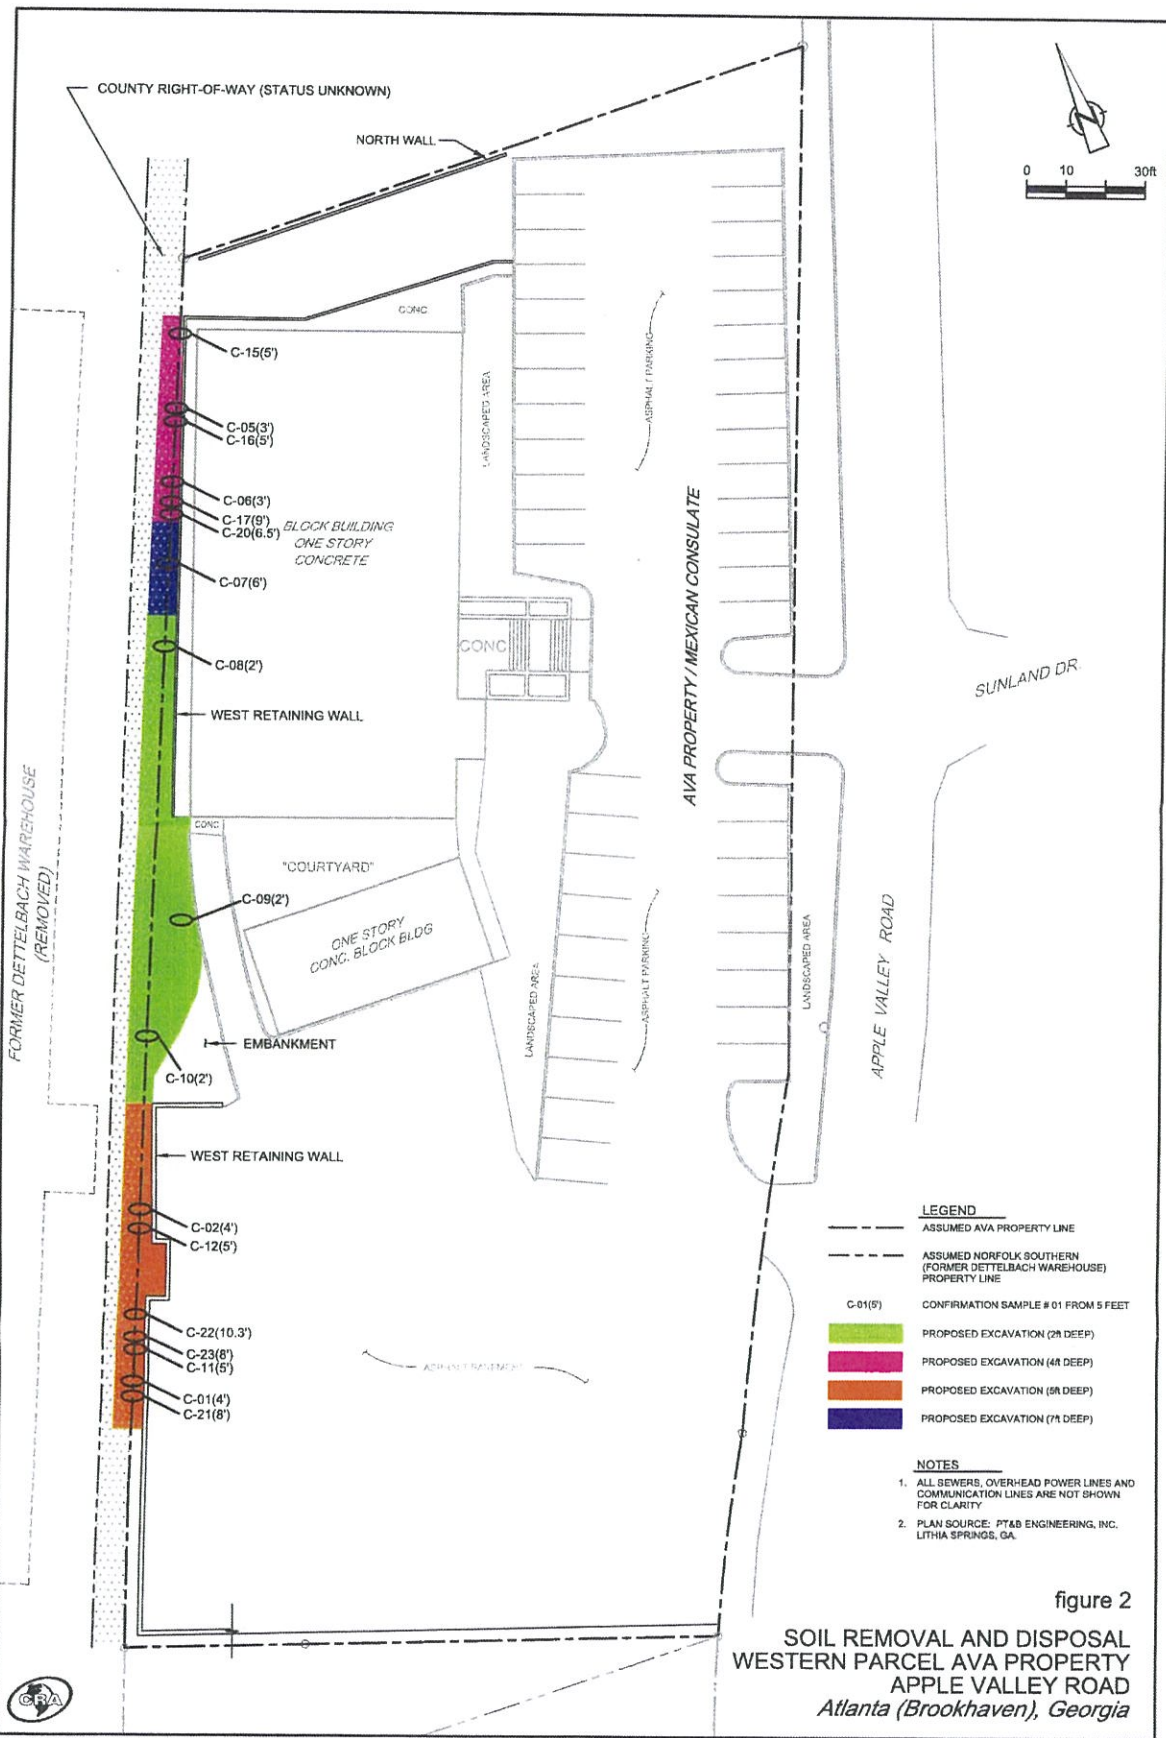 COUNTY RIGHT-OF-WAY (STATUS UNKNOWN)
NORTH WALL
N
0 10 30ft
CONC
C-15(5')
C-05(3')
C-16(5')
C-06(3')
C-17(9')
C-20(6.5')
BLOCK BUILDING
ONE STORY
CONCRETE
C-07(6')
C-08(2')
WEST RETAINING WALL
LANDSCAPED AREA
ASPHALT PARKING
AVA PROPERTY / MEXICAN CONSULATE
CONC
SUNLAND DR.
FORMER DETTELBACH WAREHOUSE
(REMOVED)
CONC
"COURTYARD"
C-09(2')
ONE STORY
CONC. BLOCK BLDG
EMBANKMENT
C-10(2')
LANDSCAPED AREA
ASPHALT PARKING
LANDSCAPED AREA
APPLE VALLEY ROAD
WEST RETAINING WALL
C-02(4')
C-12(5')
C-22(10.3')
C-23(8')
C-11(5')
C-01(4')
C-21(8')
ASPHALT PAVEMENT
LEGEND
ASSUMED AVA PROPERTY LINE
ASSUMED NORFOLK SOUTHERN
(FORMER DETTELBACH WAREHOUSE)
PROPERTY LINE
C-01(5') CONFIRMATION SAMPLE # 01 FROM 5 FEET
PROPOSED EXCAVATION (2ft DEEP)
PROPOSED EXCAVATION (4ft DEEP)
PROPOSED EXCAVATION (5ft DEEP)
PROPOSED EXCAVATION (7ft DEEP)
NOTES
1. ALL SEWERS, OVERHEAD POWER LINES AND
COMMUNICATION LINES ARE NOT SHOWN
FOR CLARITY
2. PLAN SOURCE: PT&B ENGINEERING, INC.
LITHIA SPRINGS, GA.
figure 2
SOIL REMOVAL AND DISPOSAL
WESTERN PARCEL AVA PROPERTY
APPLE VALLEY ROAD
Atlanta (Brookhaven), Georgia
CRA